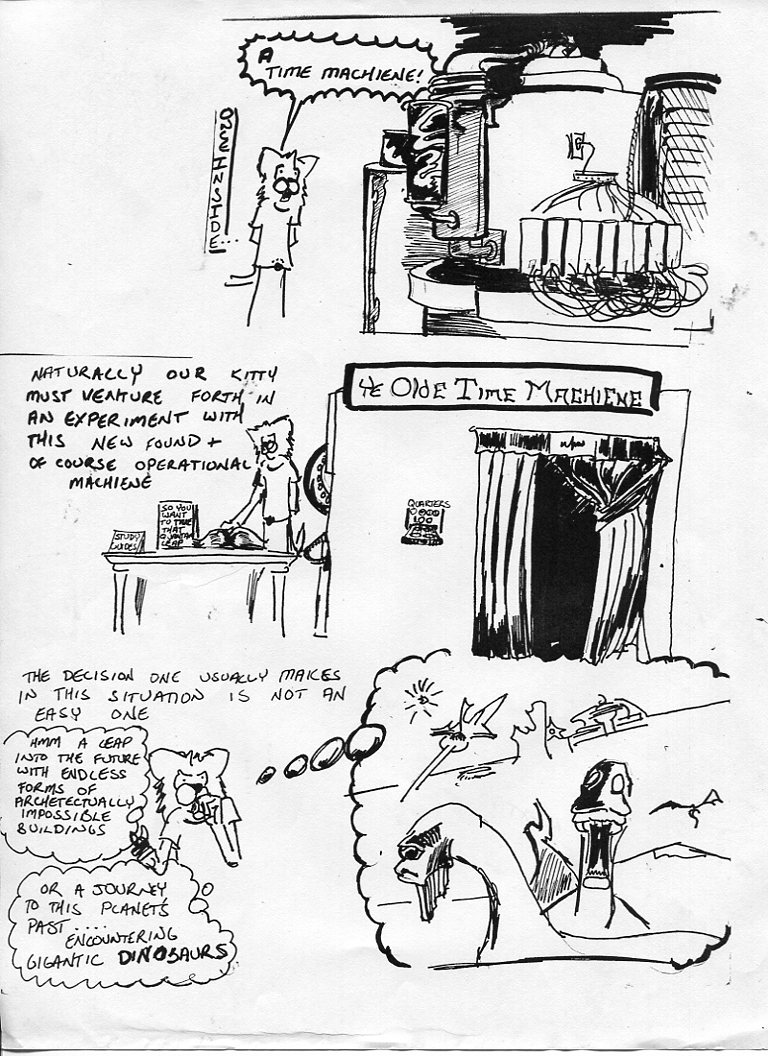 A
TIME MACHIENE!
INSIDE...
NATURALLY OUR KITTY
MUST VENTURE FORTH IN
AN EXPERIMENT WITH
THIS NEW FOUND +
OF COURSE OPERATIONAL
MACHIENE
YE OLDE TIME MACHIENE
QUARTERS
STUDY
GUIDES
SO YOU
WANT
TO TAKE
THAT
QUANTUM
LEAP
THE DECISION ONE USUALLY MAKES
IN THIS SITUATION IS NOT AN
EASY ONE
HMM A LEAP
INTO THE FUTURE
WITH ENDLESS
FORMS OF
ARCHETECTUALLY
IMPOSSIBLE
BUILDINGS
OR A JOURNEY
TO THIS PLANETS
PAST....
ENCOUNTERING
GIGANTIC DINOSAURS